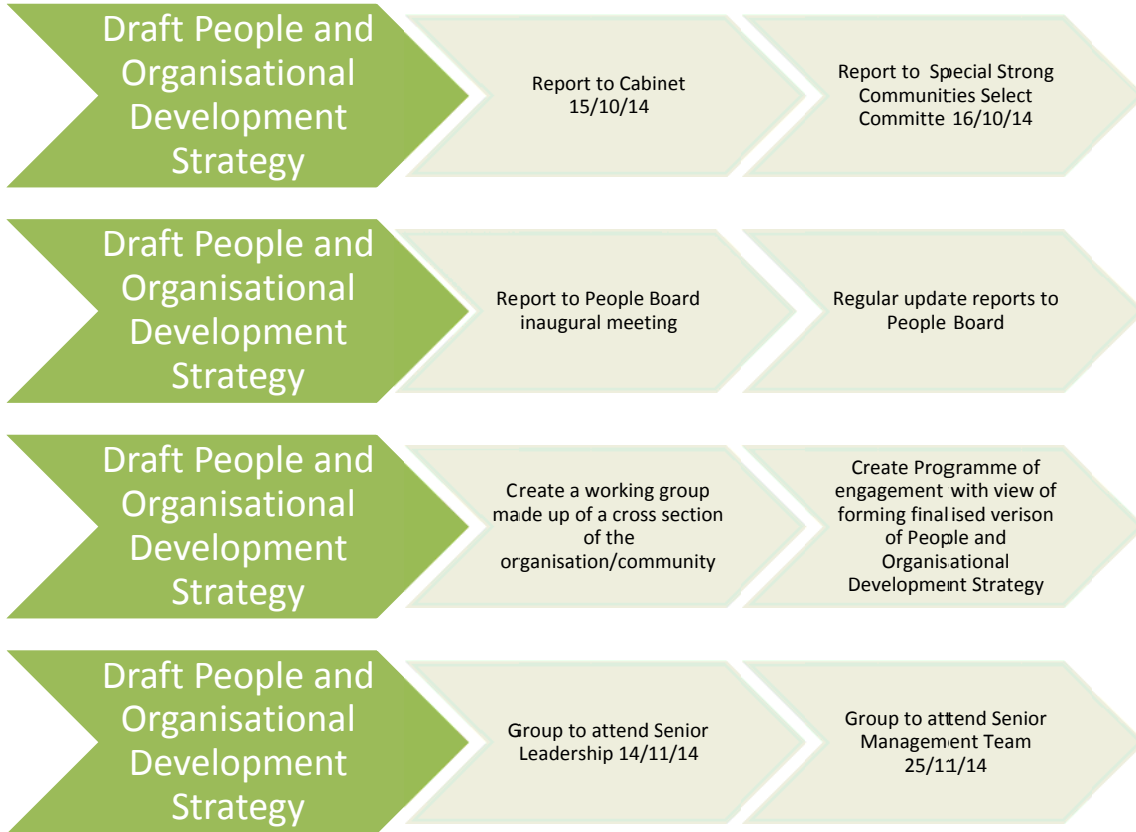 Draft People and
Organisational
Development
Strategy
Report to Cabinet
15/10/14
Report to Special Strong
Communities Select
Committe 16/10/14
Draft People and
Organisational
Development
Strategy
Report to People Board
inaugural meeting
Regular update reports to
People Board
Draft People and
Organisational
Development
Strategy
Create a working group
made up of a cross section
of the
organisation/community
Create Programme of
engagement with view of
forming finalised verison
of People and
Organisational
Development Strategy
Draft People and
Organisational
Development
Strategy
Group to attend Senior
Leadership 14/11/14
Group to attend Senior
Management Team
25/11/14